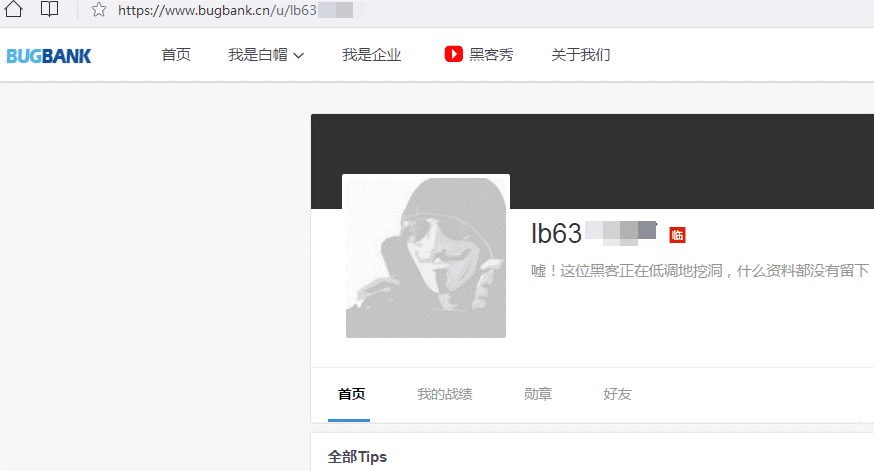 https://www.bugbank.cn/u/lb63
BUGBANK 首页 我是白帽 我是企业 黑客秀 关于我们
lb63 临
嘘！这位黑客正在低调地挖洞，什么资料都没有留下
首页 我的战绩 勋章 好友
全部Tips